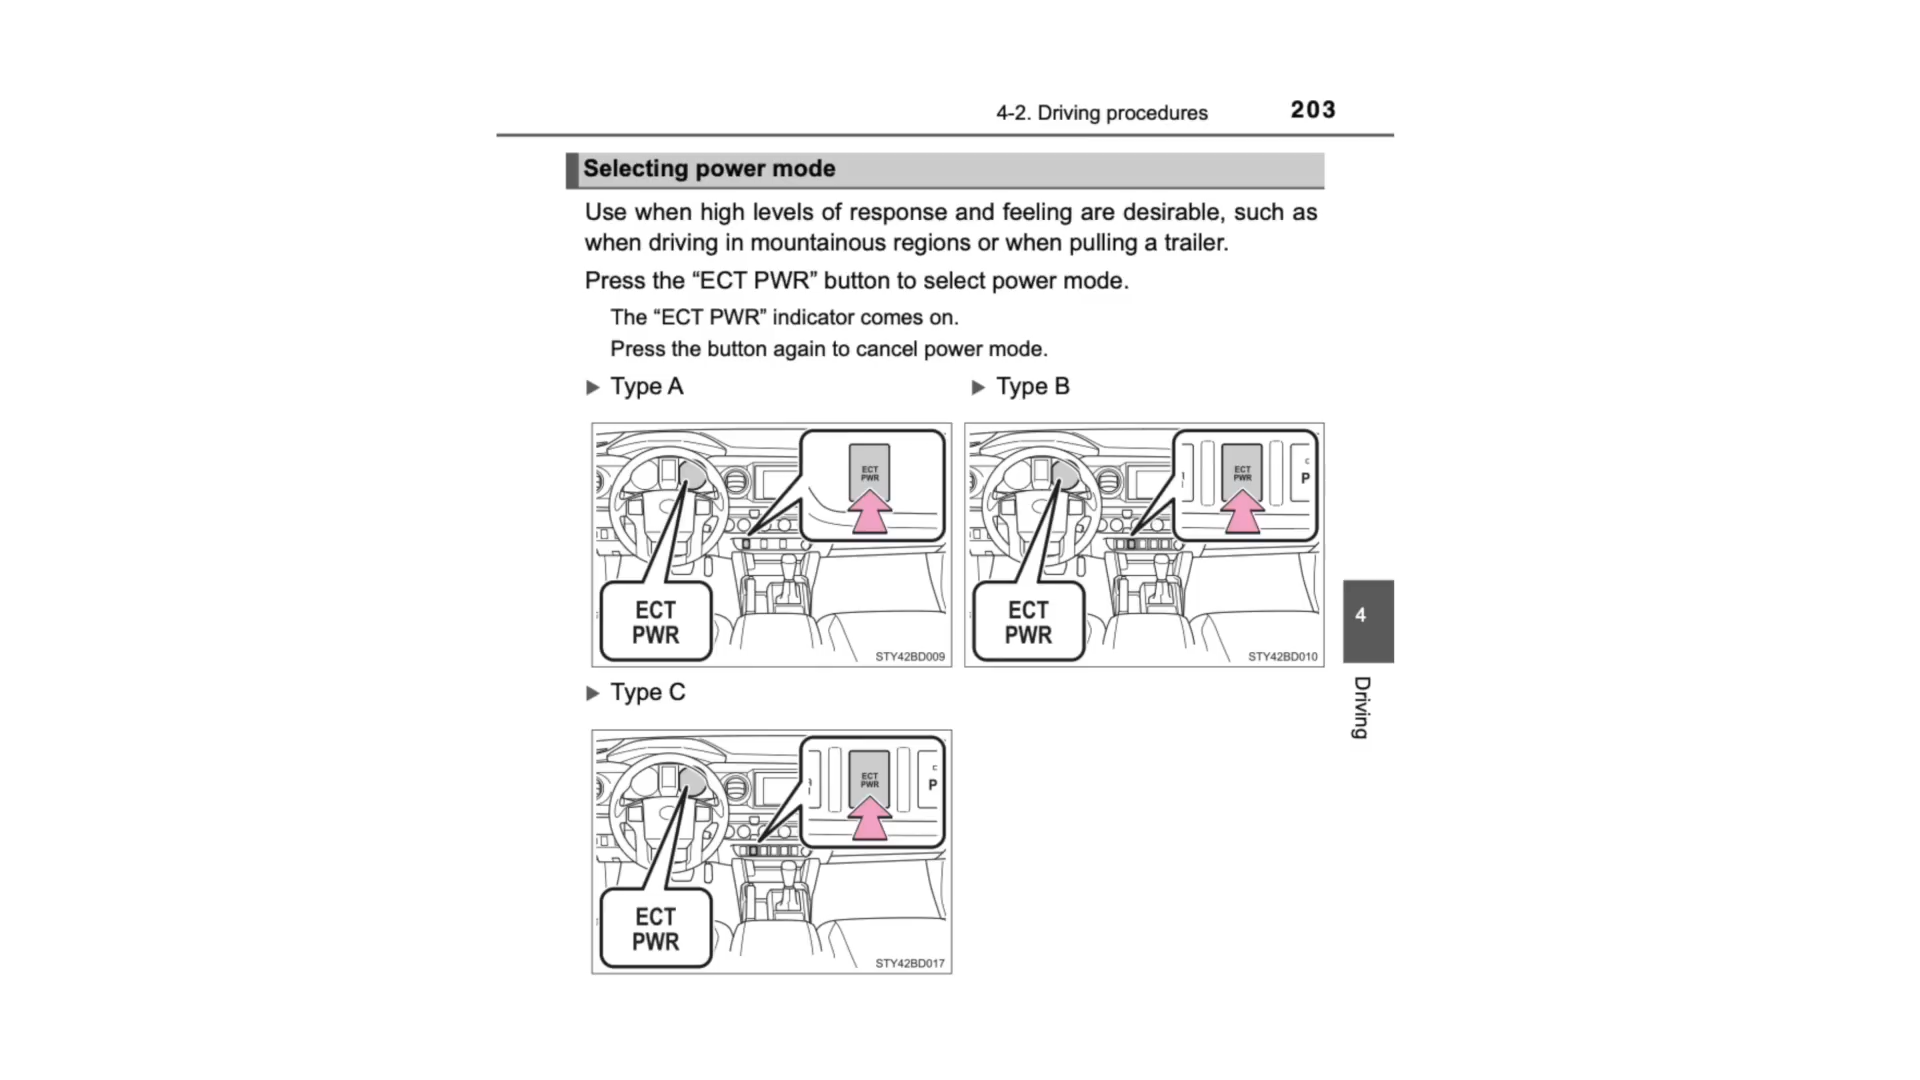 4-2. Driving procedures 203
Selecting power mode
Use when high levels of response and feeling are desirable, such as
when driving in mountainous regions or when pulling a trailer.
Press the “ECT PWR” button to select power mode.
The “ECT PWR” indicator comes on.
Press the button again to cancel power mode.
Type A
Type B
ECT
PWR
ECT
PWR
STY42BD009
ECT
PWR
C
P
ECT
PWR
STY42BD010
4
Driving
Type C
ECT
PWR
C
P
ECT
PWR
STY42BD017